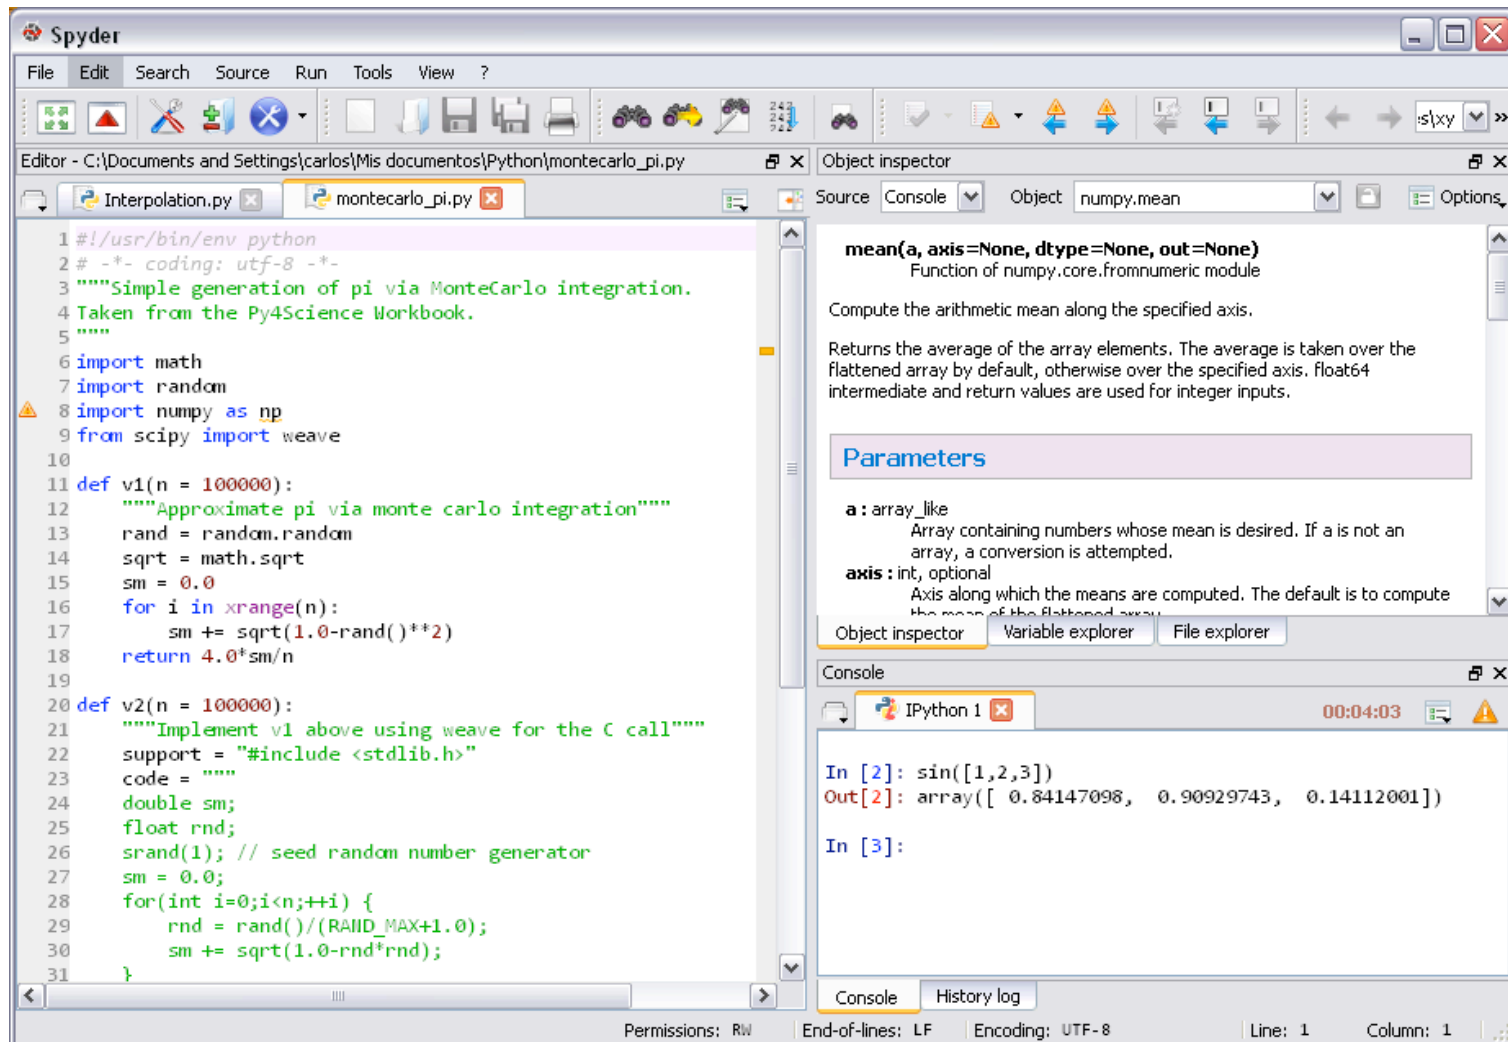 Spyder
File Edit Search Source Run Tools View ?
:s\xy
Editor - C:\Documents and Settings\carlos\Mis documentos\Python\montecarlo_pi.py
Interpolation.py montecarlo_pi.py
1 #!/usr/bin/env python
2 # -*- coding: utf-8 -*-
3 """Simple generation of pi via MonteCarlo integration.
4 Taken from the Py4Science Workbook.
5 """
6 import math
7 import random
8 import numpy as np
9 from scipy import weave
10
11 def v1(n = 100000):
12     """Approximate pi via monte carlo integration"""
13     rand = random.random
14     sqrt = math.sqrt
15     sm = 0.0
16     for i in xrange(n):
17         sm += sqrt(1.0-rand()**2)
18     return 4.0*sm/n
19
20 def v2(n = 100000):
21     """Implement v1 above using weave for the C call"""
22     support = "#include <stdlib.h>"
23     code = """
24     double sm;
25     float rnd;
26     srand(1); // seed random number generator
27     sm = 0.0;
28     for(int i=0;i<n;++i) {
29         rnd = rand()/(RAND_MAX+1.0);
30         sm += sqrt(1.0-rnd*rnd);
31     }
Object inspector
Source Console Object numpy.mean Options
mean(a, axis=None, dtype=None, out=None)
Function of numpy.core.fromnumeric module
Compute the arithmetic mean along the specified axis.
Returns the average of the array elements. The average is taken over the
flattened array by default, otherwise over the specified axis. float64
intermediate and return values are used for integer inputs.
Parameters
a : array_like
Array containing numbers whose mean is desired. If a is not an
array, a conversion is attempted.
axis : int, optional
Axis along which the means are computed. The default is to compute
the mean of the flattened array.
Object inspector Variable explorer File explorer
Console
IPython 1 00:04:03
In [2]: sin([1,2,3])
Out[2]: array([ 0.84147098,  0.90929743,  0.14112001])
In [3]:
Console History log
Permissions: RW End-of-lines: LF Encoding: UTF-8 Line: 1 Column: 1